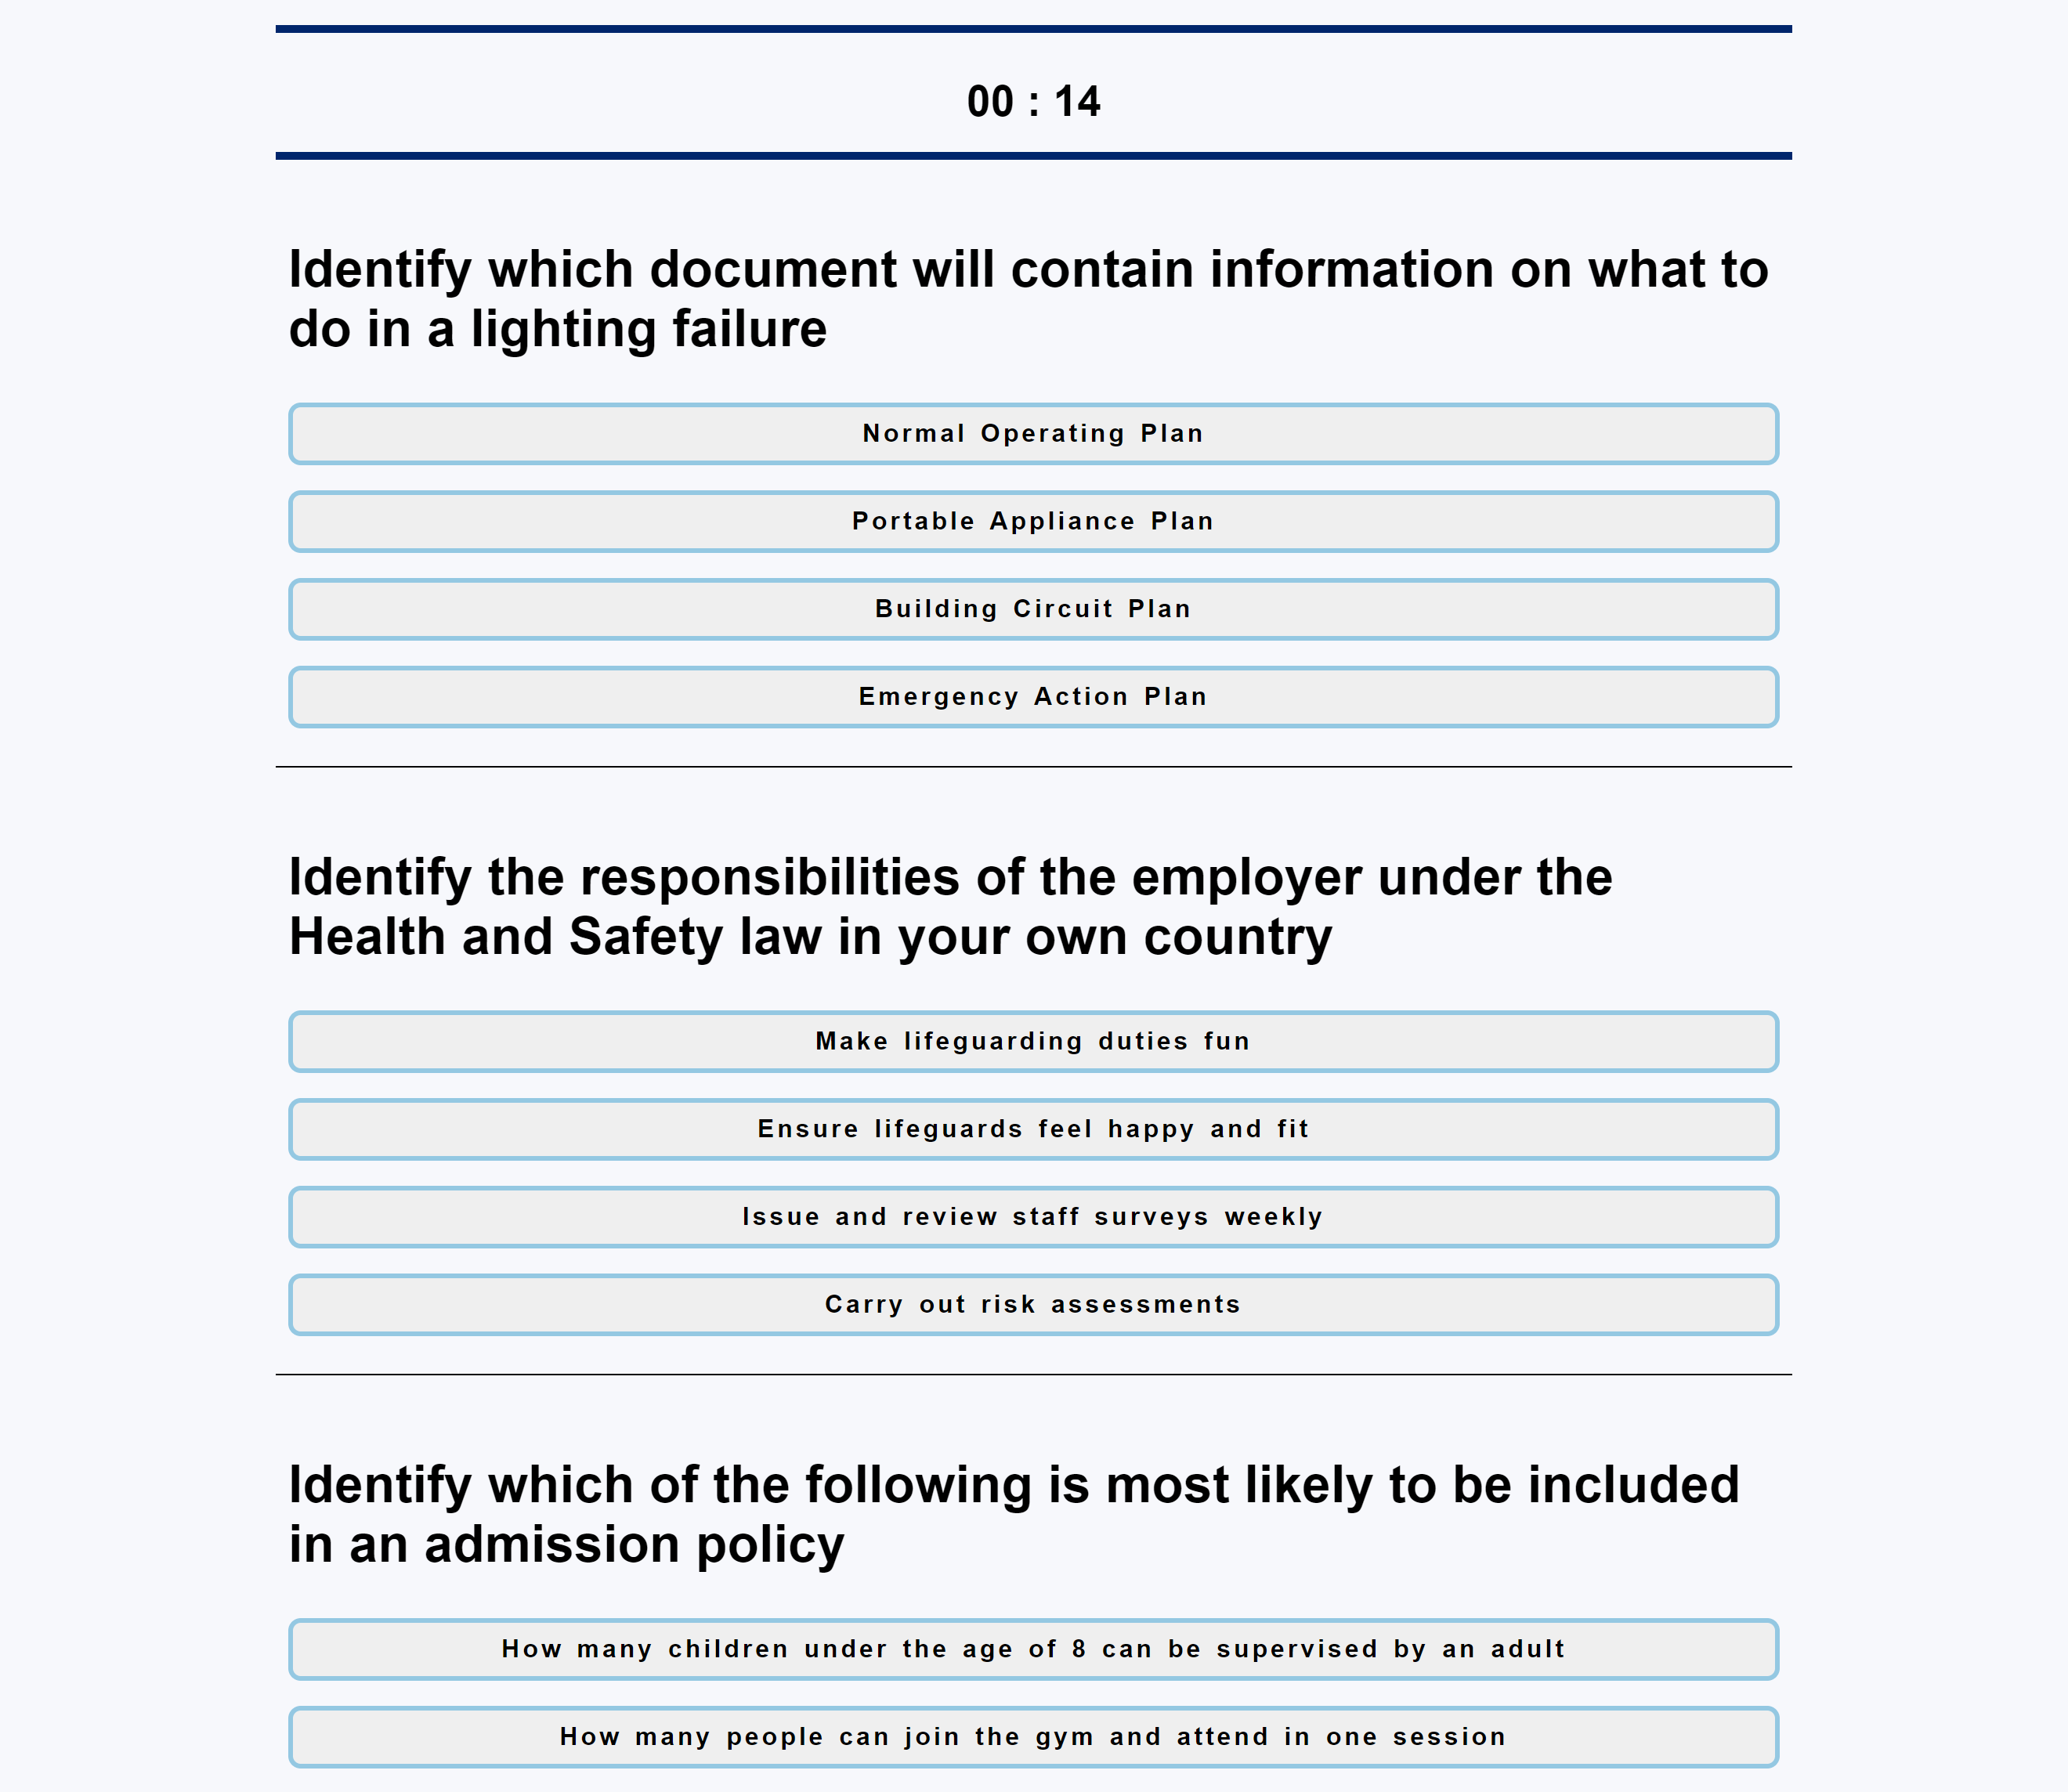 00 : 14
Identify which document will contain information on what to
do in a lighting failure
Normal Operating Plan
Portable Appliance Plan
Building Circuit Plan
Emergency Action Plan
Identify the responsibilities of the employer under the
Health and Safety law in your own country
Make lifeguarding duties fun
Ensure lifeguards feel happy and fit
Issue and review staff surveys weekly
Carry out risk assessments
Identify which of the following is most likely to be included
in an admission policy
How many children under the age of 8 can be supervised by an adult
How many people can join the gym and attend in one session